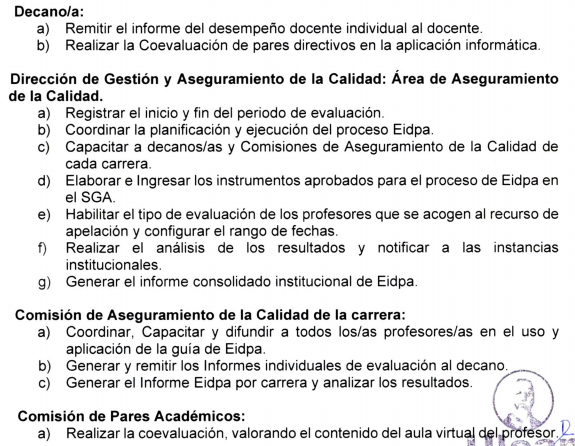 Decano/a:
a) Remitir el informe del desempeño docente individual al docente.
b) Realizar la Coevaluación de pares directivos en la aplicación informática.
Dirección de Gestión y Aseguramiento de la Calidad: Área de Aseguramiento
de la Calidad.
a) Registrar el inicio y fin del periodo de evaluación.
b) Coordinar la planificación y ejecución del proceso Eidpa.
c) Capacitar a decanos/as y Comisiones de Aseguramiento de la Calidad de
cada carrera.
d) Elaborar e Ingresar los instrumentos aprobados para el proceso de Eidpa en
el SGA.
e) Habilitar el tipo de evaluación de los profesores que se acogen al recurso de
apelación y configurar el rango de fechas.
f) Realizar el análisis de los resultados y notificar a las instancias
institucionales.
g) Generar el informe consolidado institucional de Eidpa.
Comisión de Aseguramiento de la Calidad de la carrera:
a) Coordinar, Capacitar y difundir a todos los/as profesores/as en el uso y
aplicación de la guía de Eidpa.
b) Generar y remitir los Informes individuales de evaluación al decano.
c) Generar el Informe Eidpa por carrera y analizar los resultados.
Comisión de Pares Académicos:
a) Realizar la coevaluación, valorando el contenido del aula virtual del profesor.